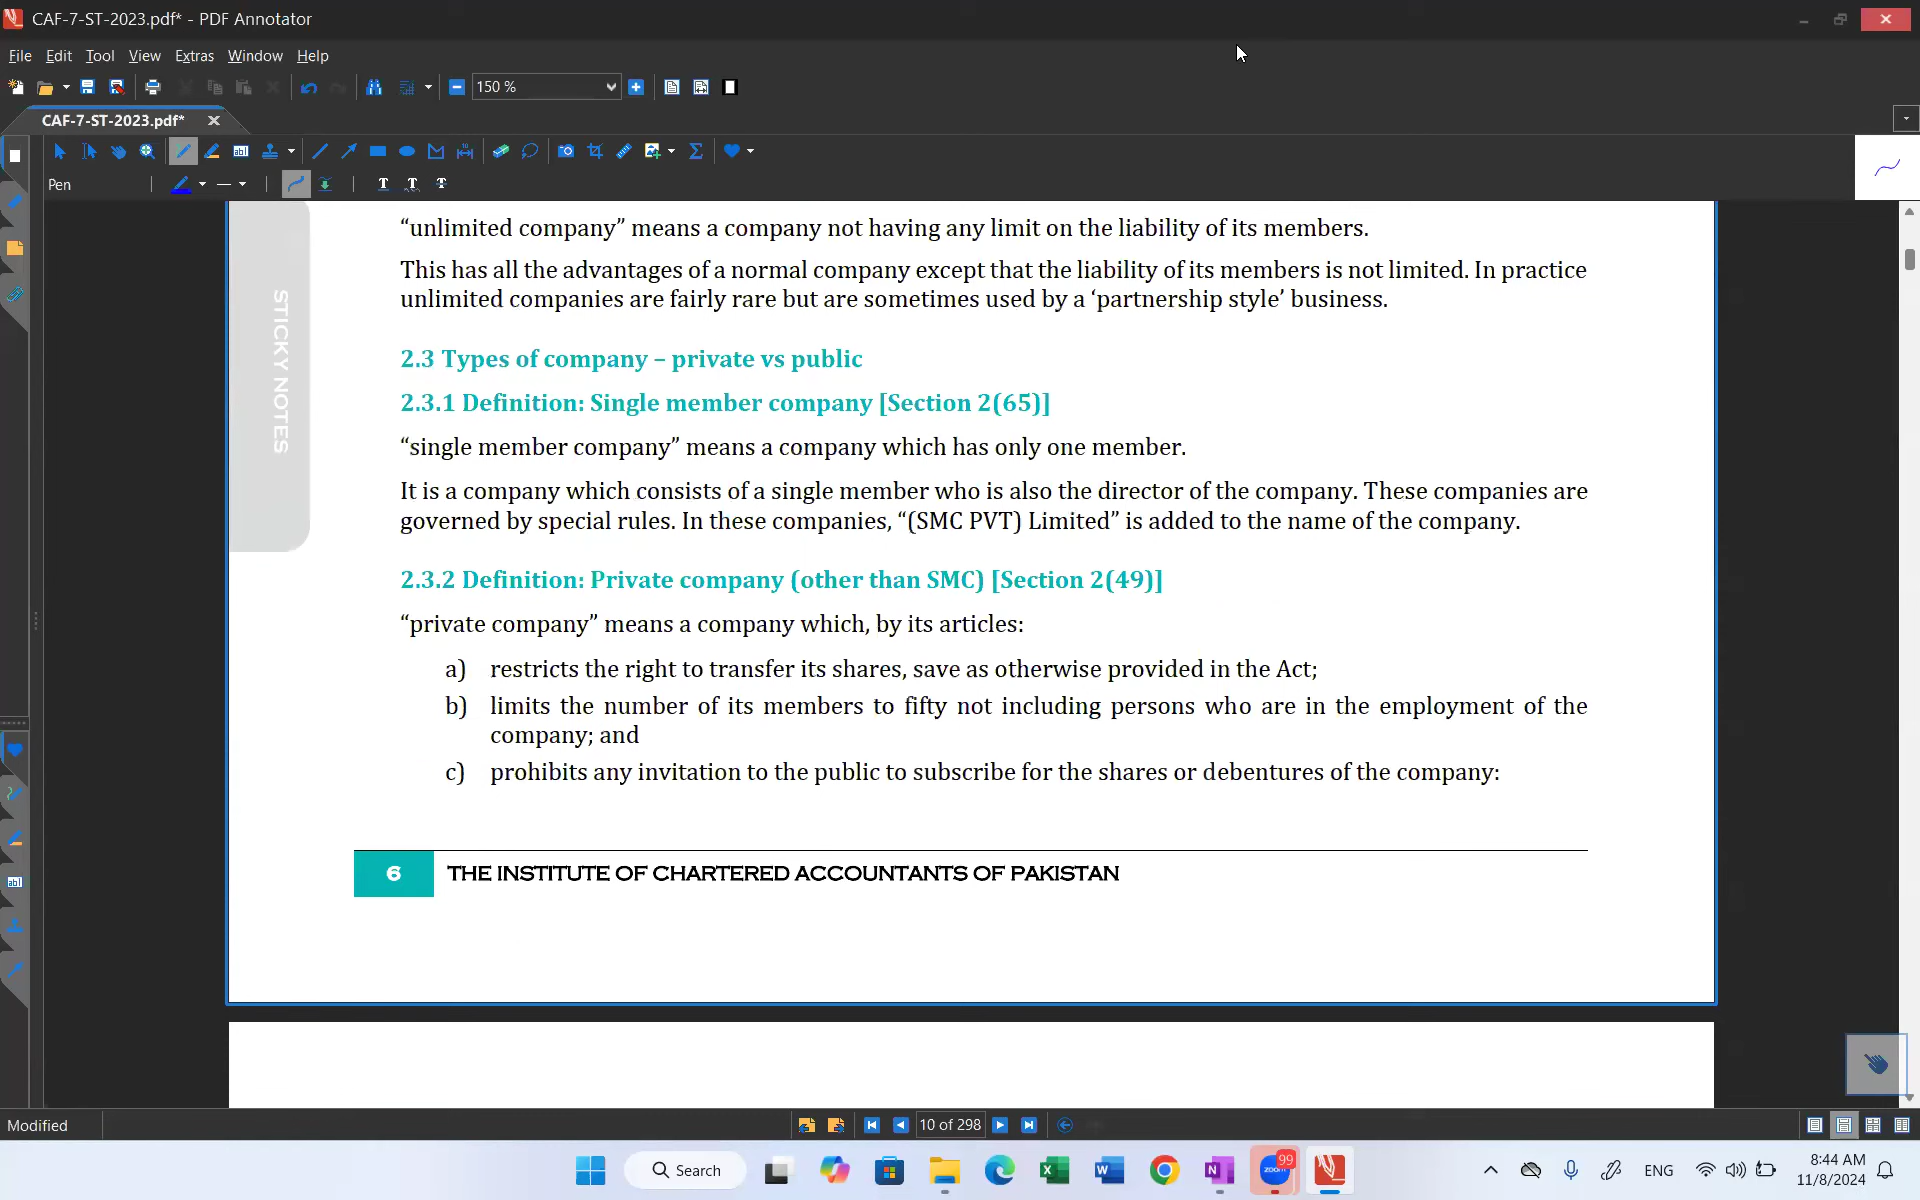 CAF-7-ST-2023.pdf* - PDF Annotator
File Edit Tool View Extras Window Help
150 %
CAF-7-ST-2023.pdf*
Pen
STICKY NOTES
“unlimited company” means a company not having any limit on the liability of its members.
This has all the advantages of a normal company except that the liability of its members is not limited. In practice
unlimited companies are fairly rare but are sometimes used by a ‘partnership style’ business.
2.3 Types of company – private vs public
2.3.1 Definition: Single member company [Section 2(65)]
“single member company” means a company which has only one member.
It is a company which consists of a single member who is also the director of the company. These companies are
governed by special rules. In these companies, “(SMC PVT) Limited” is added to the name of the company.
2.3.2 Definition: Private company (other than SMC) [Section 2(49)]
“private company” means a company which, by its articles:
a) restricts the right to transfer its shares, save as otherwise provided in the Act;
b) limits the number of its members to fifty not including persons who are in the employment of the
company; and
c) prohibits any invitation to the public to subscribe for the shares or debentures of the company:
6 THE INSTITUTE OF CHARTERED ACCOUNTANTS OF PAKISTAN
Modified
10 of 298
Search
zoom
99
ENG
8:44 AM
11/8/2024